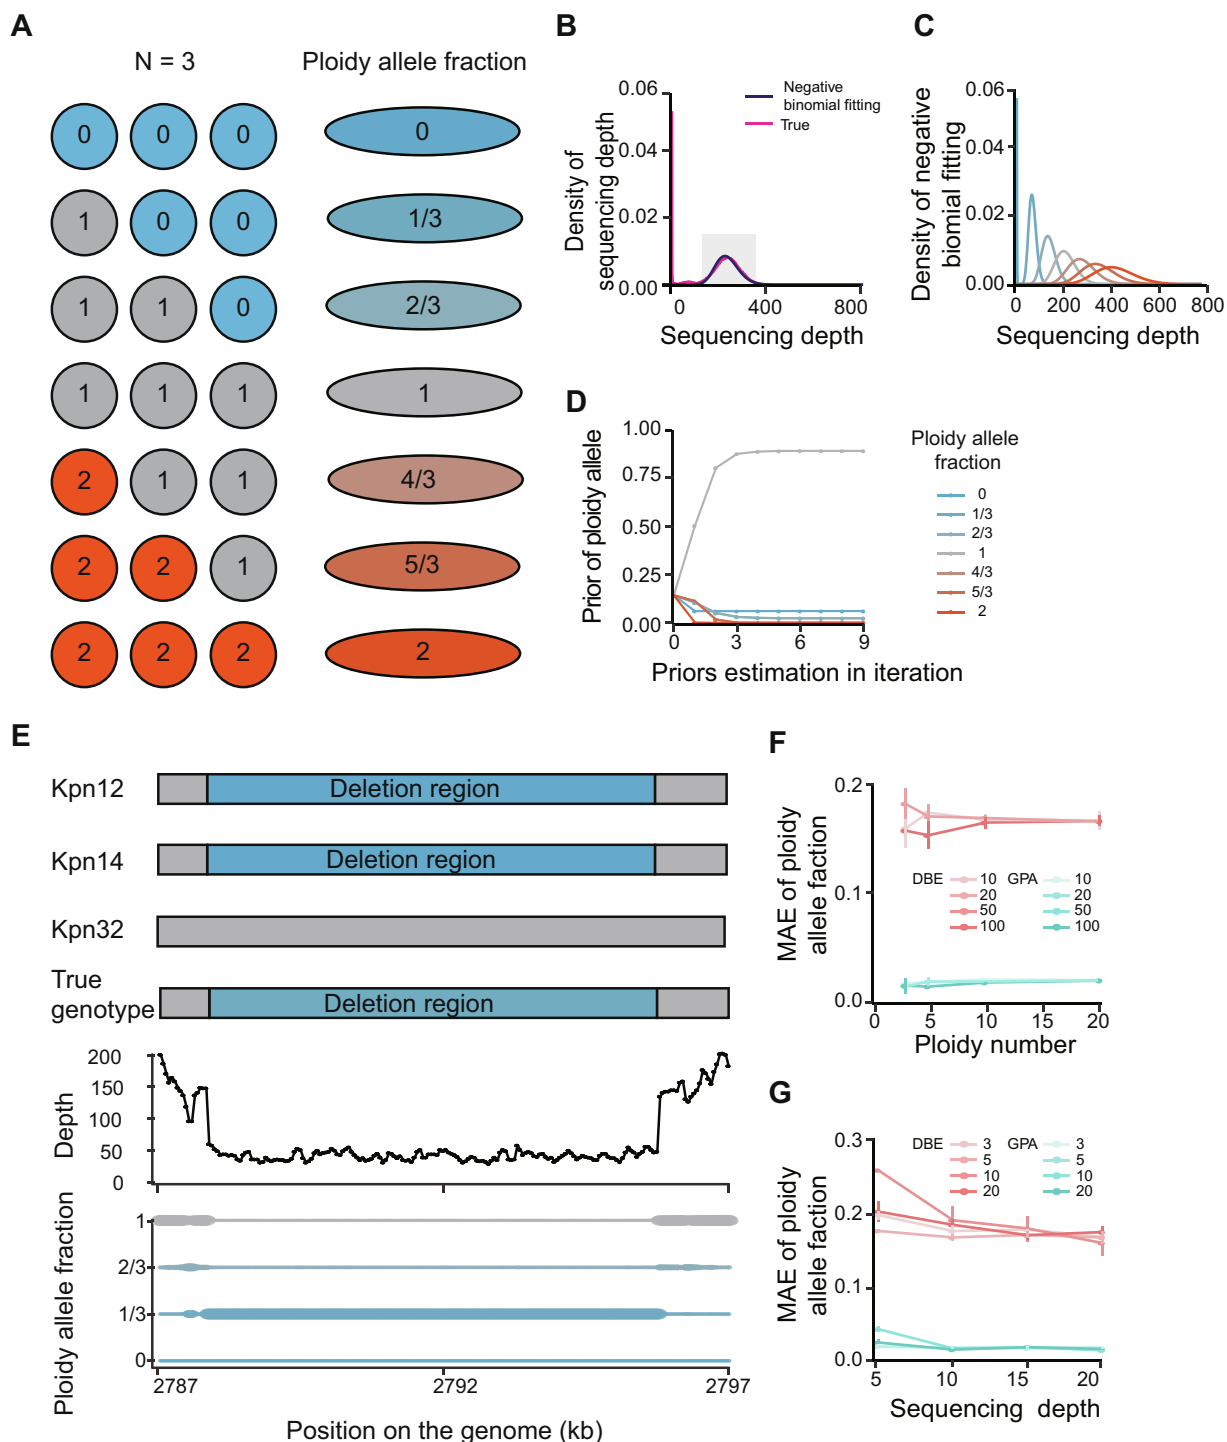 A
N = 3
Ploidy allele fraction
0 0 0
0
1 0 0
1/3
1 1 0
2/3
1 1 1
1
2 1 1
4/3
2 2 1
5/3
2 2 2
2
B
Density of
sequencing depth
0.06
0.04
0.02
0.00
0 400 800
Sequencing depth
Negative
binomial fitting
True
C
Density of negative
biomial fitting
0.06
0.04
0.02
0.00
0 200 400 600 800
Sequencing depth
D
Prior of ploidy allele
1.00
0.75
0.50
0.25
0.00
0 3 6 9
Priors estimation in iteration
Ploidy allele
fraction
0
1/3
2/3
1
4/3
5/3
2
E
Kpn12
Deletion region
Kpn14
Deletion region
Kpn32
True
genotype
Deletion region
Depth
200
150
100
50
0
Ploidy allele fraction
1
2/3
1/3
0
2787 2792 2797
Position on the genome (kb)
F
MAE of ploidy
allele faction
0.2
0.1
0.0
DBE 10 GPA 10
20 20
50 50
100 100
0 5 10 15 20
Ploidy number
G
MAE of ploidy
allele faction
0.3
0.2
0.1
0.0
DBE 3 GPA 3
5 5
10 10
20 20
5 10 15 20
Sequencing depth